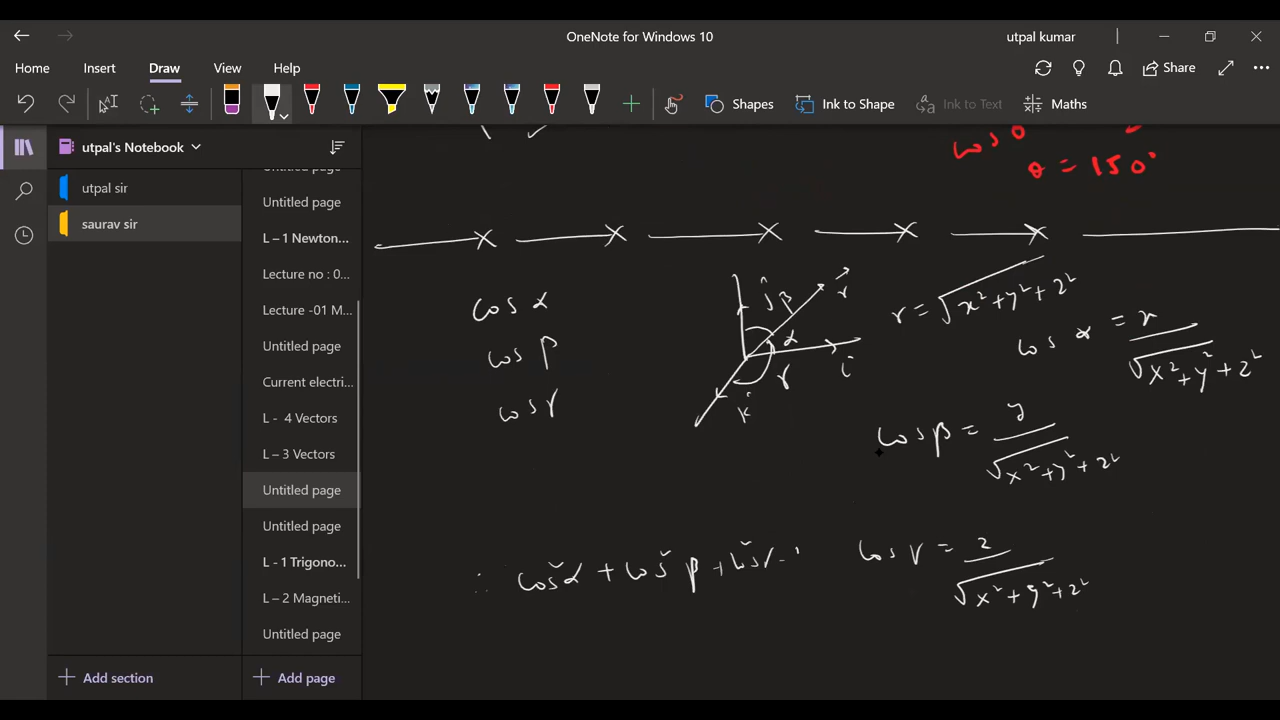 OneNote for Windows 10
utpal kumar
Home Insert Draw View Help
Share
Shapes Ink to Shape Ink to Text Maths
utpal's Notebook
utpal sir
saurav sir
Untitled page
Untitled page
L – 1 Newton...
Lecture no : 0...
Lecture -01 M...
Untitled page
Current electri...
L - 4 Vectors
L – 3 Vectors
Untitled page
Untitled page
L - 1 Trigono...
L – 2 Magneti...
Untitled page
Add section
Add page
cos θ
θ = 150°
cos α
cos β
cos γ
ĵ β r⃗
α
γ i
k
r = √x²+y²+z²
cos α = x / √x²+y²+z²
cos β = y / √x²+y²+z²
∴ cos²α + cos²β + cos²γ = 1
cos γ = z / √x²+y²+z²